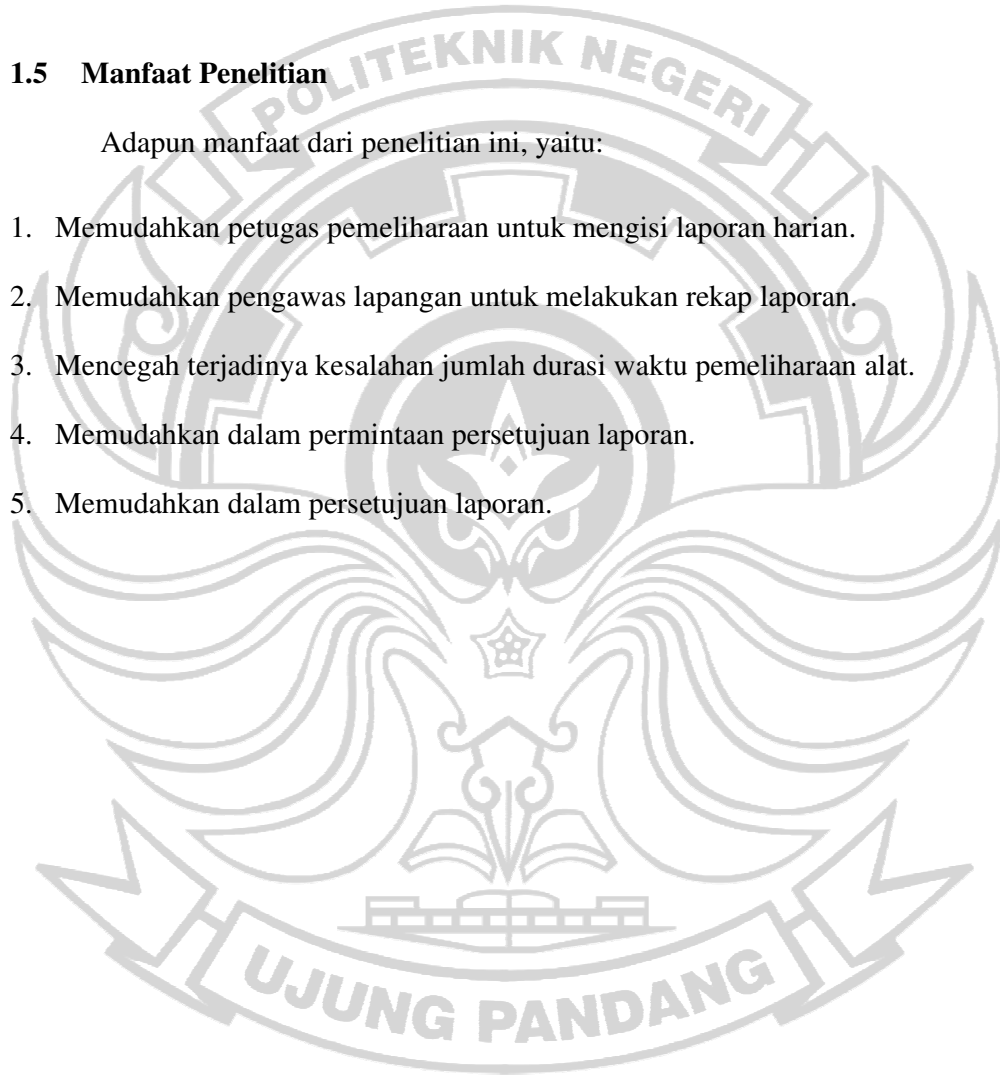 POLITEKNIK NEGERI
1.5 Manfaat Penelitian
Adapun manfaat dari penelitian ini, yaitu:
1. Memudahkan petugas pemeliharaan untuk mengisi laporan harian.
2. Memudahkan pengawas lapangan untuk melakukan rekap laporan.
3. Mencegah terjadinya kesalahan jumlah durasi waktu pemeliharaan alat.
4. Memudahkan dalam permintaan persetujuan laporan.
5. Memudahkan dalam persetujuan laporan.
UJUNG PANDANG